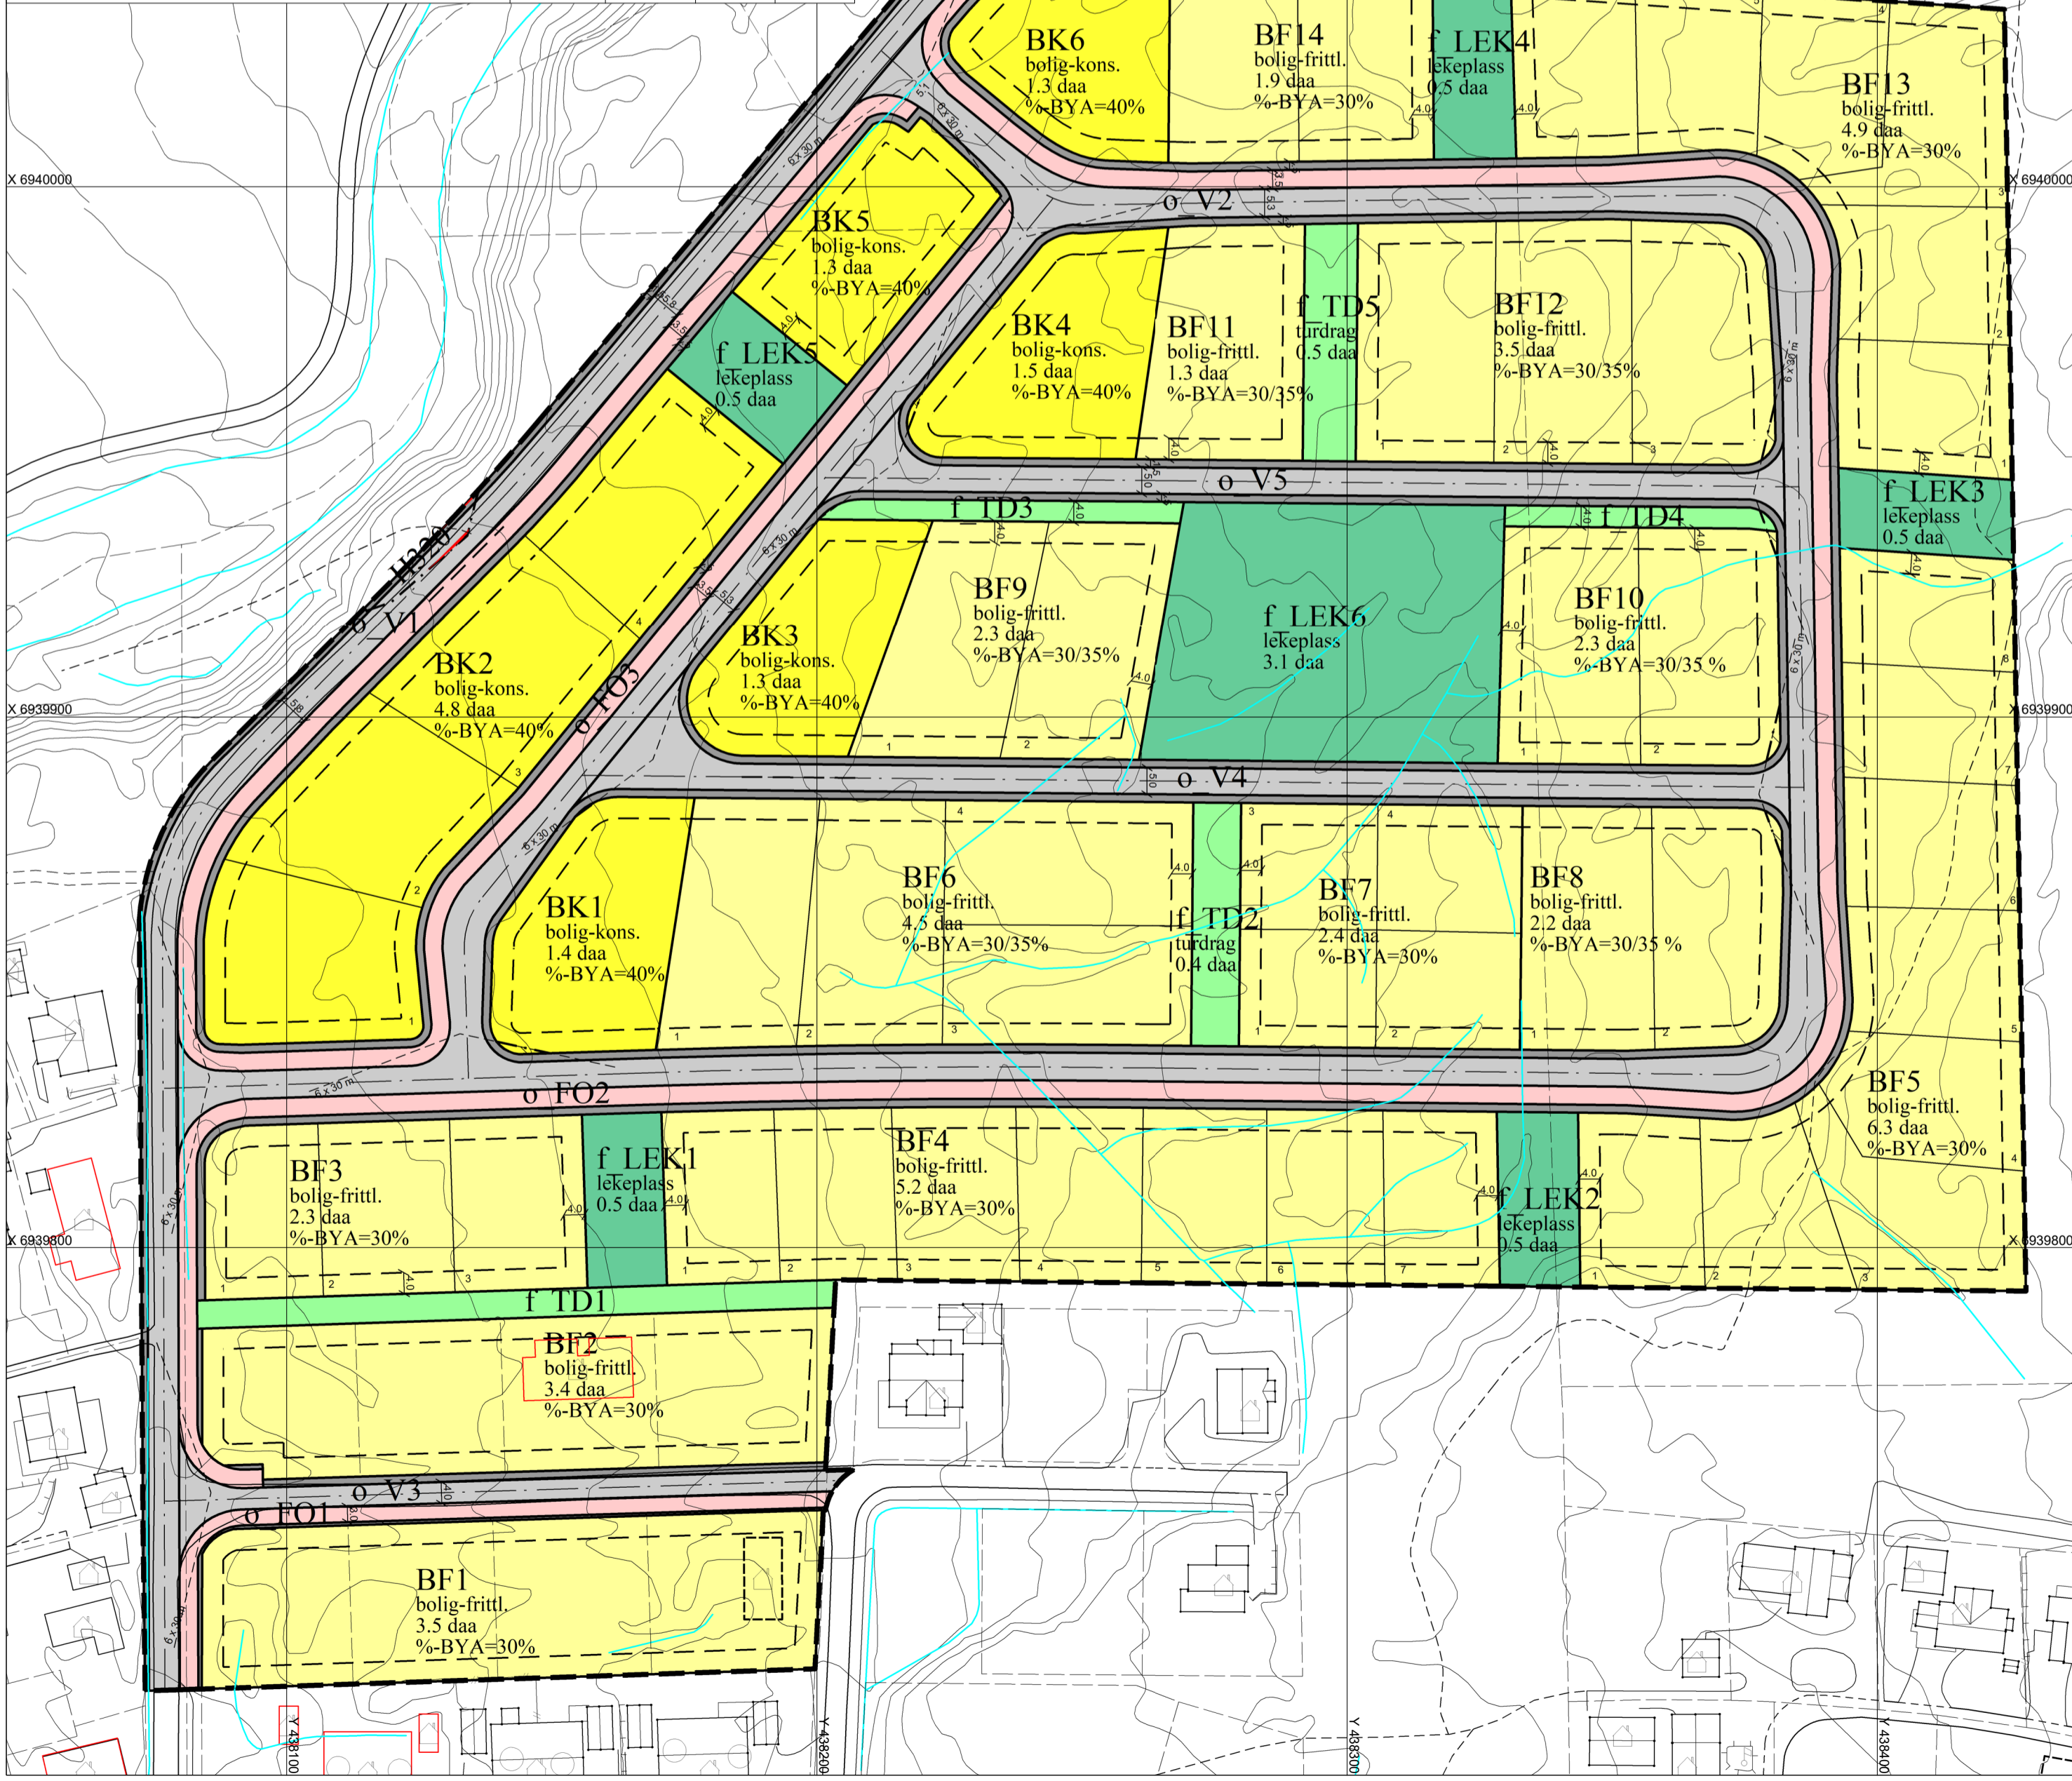 BK6
bolig-kons.
1.3 daa
%-BYA=40%
BF14
bolig-frittl.
1.9 daa
%-BYA=30%
f_LEK4
lekeplass
0.5 daa
BF13
bolig-frittl.
4.9 daa
%-BYA=30%
X 6940000
X 6940000
o_V2
BK5
bolig-kons.
1.3 daa
%-BYA=40%
f_LEK5
lekeplass
0.5 daa
BK4
bolig-kons.
1.5 daa
%-BYA=40%
BF11
bolig-frittl.
1.3 daa
%-BYA=30/35%
f_TD5
turdrag
0.5 daa
BF12
bolig-frittl.
3.5 daa
%-BYA=30/35%
o_V5
f_TD3
f_TD4
f_LEK3
lekeplass
0.5 daa
H320
o_V1
BK2
bolig-kons.
4.8 daa
%-BYA=40%
o_FO3
BK3
bolig-kons.
1.3 daa
%-BYA=40%
BF9
bolig-frittl.
2.3 daa
%-BYA=30/35%
f_LEK6
lekeplass
3.1 daa
BF10
bolig-frittl.
2.3 daa
%-BYA=30/35 %
X 6939900
X 6939900
o_V4
BK1
bolig-kons.
1.4 daa
%-BYA=40%
BF6
bolig-frittl.
4.5 daa
%-BYA=30/35%
f_TD2
turdrag
0.4 daa
BF7
bolig-frittl.
2.4 daa
%-BYA=30%
BF8
bolig-frittl.
2.2 daa
%-BYA=30/35 %
o_FO2
BF5
bolig-frittl.
6.3 daa
%-BYA=30%
BF3
bolig-frittl.
2.3 daa
%-BYA=30%
f_LEK1
lekeplass
0.5 daa
BF4
bolig-frittl.
5.2 daa
%-BYA=30%
f_LEK2
lekeplass
0.5 daa
X 6939800
X 6939800
f_TD1
BF2
bolig-frittl.
3.4 daa
%-BYA=30%
o_V3
o_FO1
BF1
bolig-frittl.
3.5 daa
%-BYA=30%
Y 438100
Y 438200
Y 438300
Y 438400